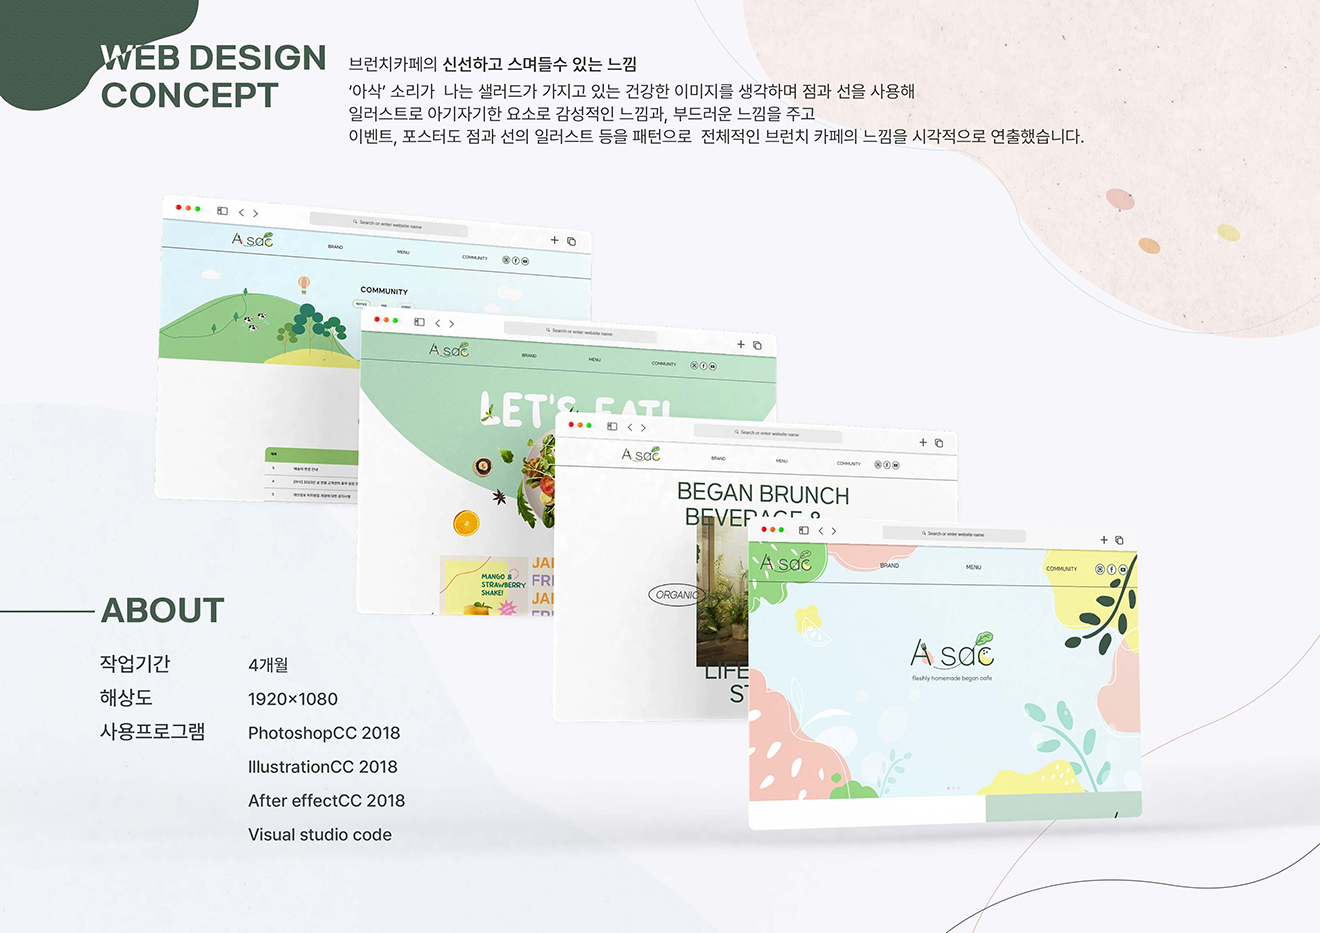 WEB DESIGN
CONCEPT
브런치카페의 신선하고 스며들수 있는 느낌
‘아삭’ 소리가 나는 샐러드가 가지고 있는 건강한 이미지를 생각하며 점과 선을 사용해
일러스트로 아기자기한 요소로 감성적인 느낌과, 부드러운 느낌을 주고
이벤트, 포스터도 점과 선의 일러스트 등을 패턴으로 전체적인 브런치 카페의 느낌을 시각적으로 연출했습니다.
Search or enter website name
A sac
BRAND
MENU
COMMUNITY
COMMUNITY
NOTICE
EVENT
제목
5
4
3
Search or enter website name
A sac
BRAND
MENU
COMMUNITY
LET'S EAT!
MANGO &
STRAWBERRY
SHAKE!
Search or enter website name
A sac
BRAND
MENU
COMMUNITY
BEGAN BRUNCH
BEVERAGE &
ORGANIC
LIFE
ST
Search or enter website name
A sac
BRAND
MENU
COMMUNITY
A sac
fleshly homemade began cafe
ABOUT
작업기간 4개월
해상도 1920×1080
사용프로그램 PhotoshopCC 2018
IllustrationCC 2018
After effectCC 2018
Visual studio code